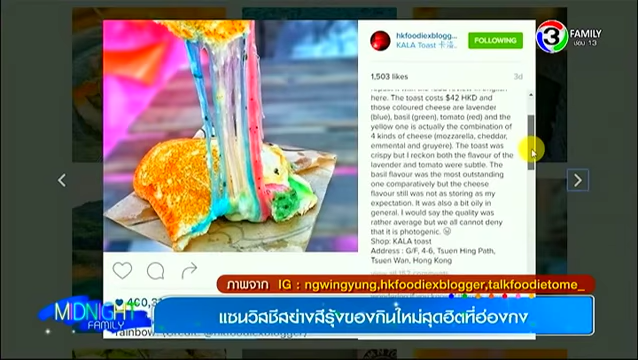 hkfoodiexblogg...
KALA Toast
FOLLOWING
3 FAMILY
ช่อง 13
1,503 likes
3d
here. The toast costs $42 HKD and
those coloured cheese are lavender
(blue), basil (green), tomato (red) and the
yellow one is actually the combination of
4 kinds of cheese (mozzarella, cheddar,
emmental and gruyere). The toast was
crispy but I reckon both the flavour of the
lavender and tomato were subtle. The
basil flavour was the most outstanding
one comparatively but the cheese
flavour still was not as storing as my
expectation. It was also a bit oily in
general. I would say the quality was
rather average but we all cannot deny
that it is photogenic.
Shop: KALA toast
Address : G/F, 4-6, Tsuen Hing Path,
Tsuen Wan, Hong Kong
ภาพจาก IG : ngwingyung,hkfoodiexblogger,talkfoodietome_
MIDNIGHT
FAMILY
แซนวิสชีสย่างสีรุ้งของกินใหม่สุดฮิตที่ฮ่องกง